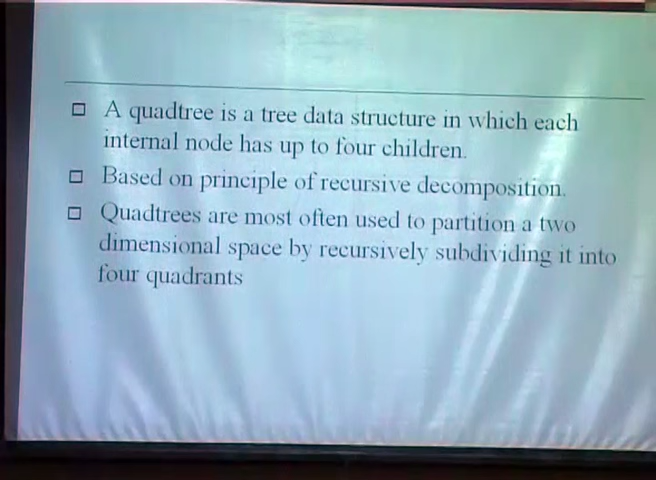 A quadtree is a tree data structure in which each
internal node has up to four children.
Based on principle of recursive decomposition.
Quadtrees are most often used to partition a two
dimensional space by recursively subdividing it into
four quadrants